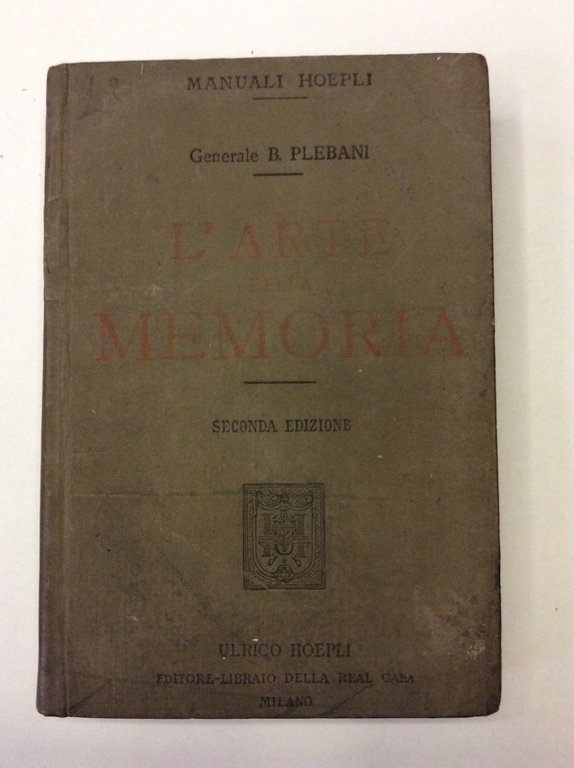 MANUALI HOEPLI
Generale B. PLEBANI
L'ARTE
DELLA
MEMORIA
SECONDA EDIZIONE
ULRICO HOEPLI
EDITORE-LIBRAIO DELLA REAL CASA
MILANO